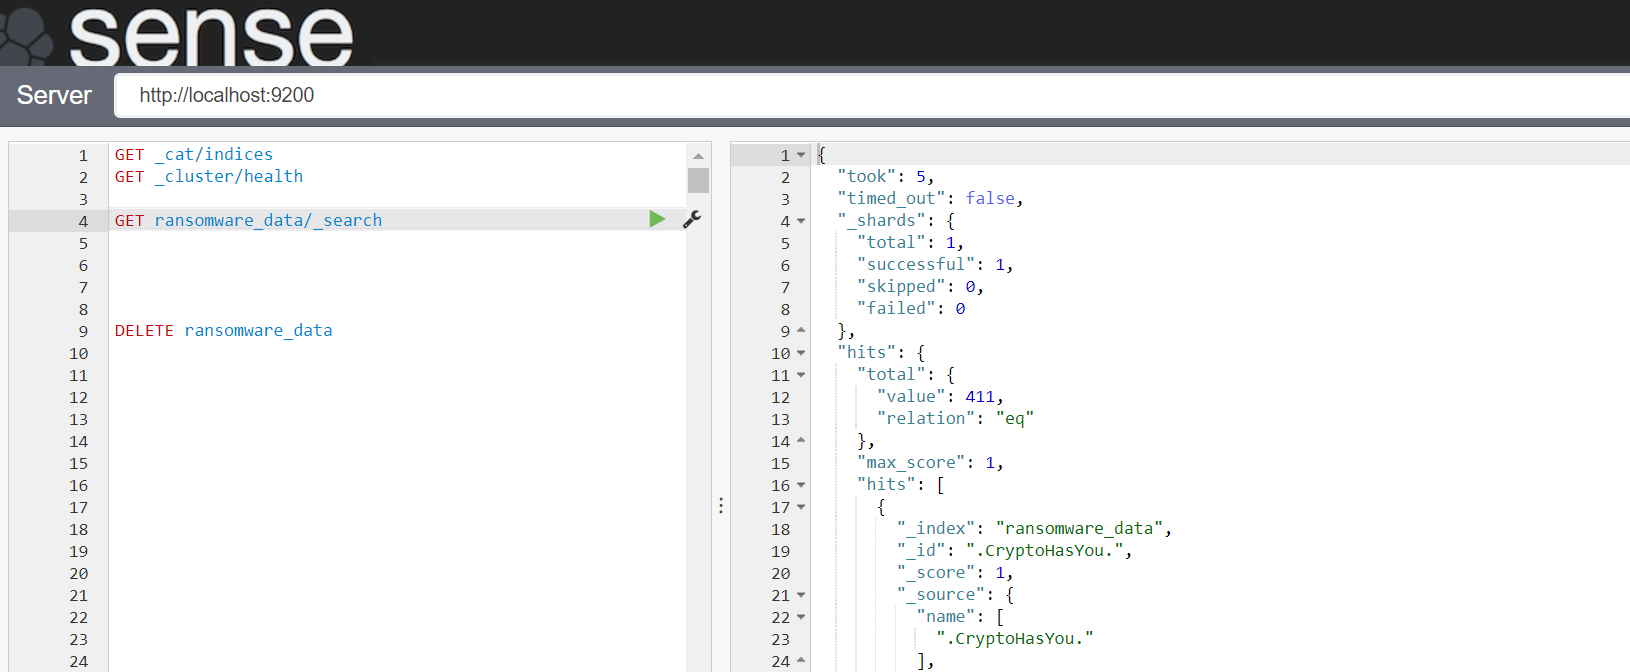 sense
Server
http://localhost:9200
1 GET _cat/indices
2 GET _cluster/health
3
4 GET ransomware_data/_search
5
6
7
8
9 DELETE ransomware_data
10
11
12
13
14
15
16
17
18
19
20
21
22
23
24
1 {
2 "took": 5,
3 "timed_out": false,
4 "_shards": {
5 "total": 1,
6 "successful": 1,
7 "skipped": 0,
8 "failed": 0
9 },
10 "hits": {
11 "total": {
12 "value": 411,
13 "relation": "eq"
14 },
15 "max_score": 1,
16 "hits": [
17 {
18 "_index": "ransomware_data",
19 "_id": ".CryptoHasYou.",
20 "_score": 1,
21 "_source": {
22 "name": [
23 ".CryptoHasYou."
24 ],